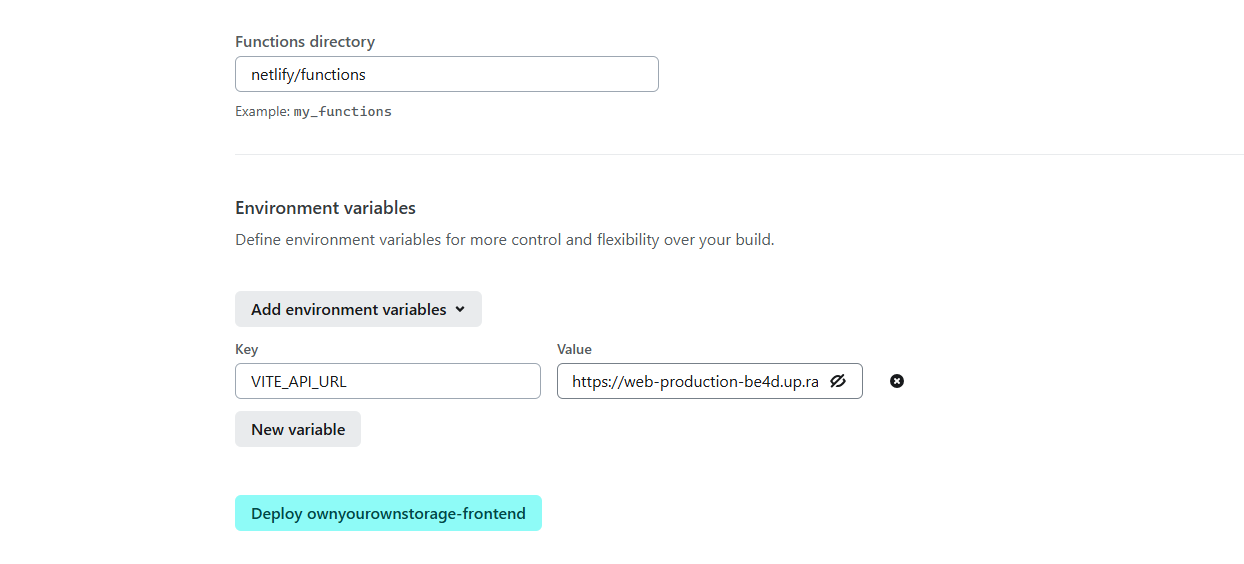 Functions directory
netlify/functions
Example: my_functions
Environment variables
Define environment variables for more control and flexibility over your build.
Add environment variables
Key Value
VITE_API_URL https://web-production-be4d.up.ra
New variable
Deploy ownyourownstorage-frontend